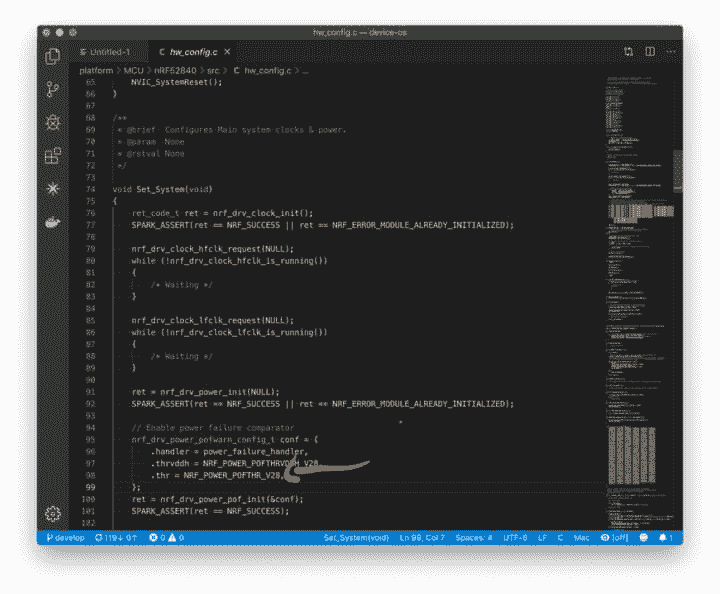 hw_config.c — device-os
Untitled-1
hw_config.c
platform > MCU > nRF52840 > src > C hw_config.c > ...
65 NVIC_SystemReset();
66 }
67
68 /**
69 * @brief Configures Main system clocks & power.
70 * @param None
71 * @retval None
72 */
73
74 void Set_System(void)
75 {
76 ret_code_t ret = nrf_drv_clock_init();
77 SPARK_ASSERT(ret == NRF_SUCCESS || ret == NRF_ERROR_MODULE_ALREADY_INITIALIZED);
78
79 nrf_drv_clock_hfclk_request(NULL);
80 while (!nrf_drv_clock_hfclk_is_running())
81 {
82 /* Waiting */
83 }
84
85 nrf_drv_clock_lfclk_request(NULL);
86 while (!nrf_drv_clock_lfclk_is_running())
87 {
88 /* Waiting */
89 }
90
91 ret = nrf_drv_power_init(NULL);
92 SPARK_ASSERT(ret == NRF_SUCCESS || ret == NRF_ERROR_MODULE_ALREADY_INITIALIZED);
93
94 // Enable power failure comparator
95 nrf_drv_power_pofwarn_config_t conf = {
96 .handler = power_failure_handler,
97 .thrvddh = NRF_POWER_POFTHRVDDH_V28,
98 .thr = NRF_POWER_POFTHR_V28,
99 };
100 ret = nrf_drv_power_pof_init(&conf);
101 SPARK_ASSERT(ret == NRF_SUCCESS);
102
develop 119↓ 0↑ 0 0 Set_System(void) Ln 99, Col 7 Spaces: 4 UTF-8 LF C Mac [off] 1